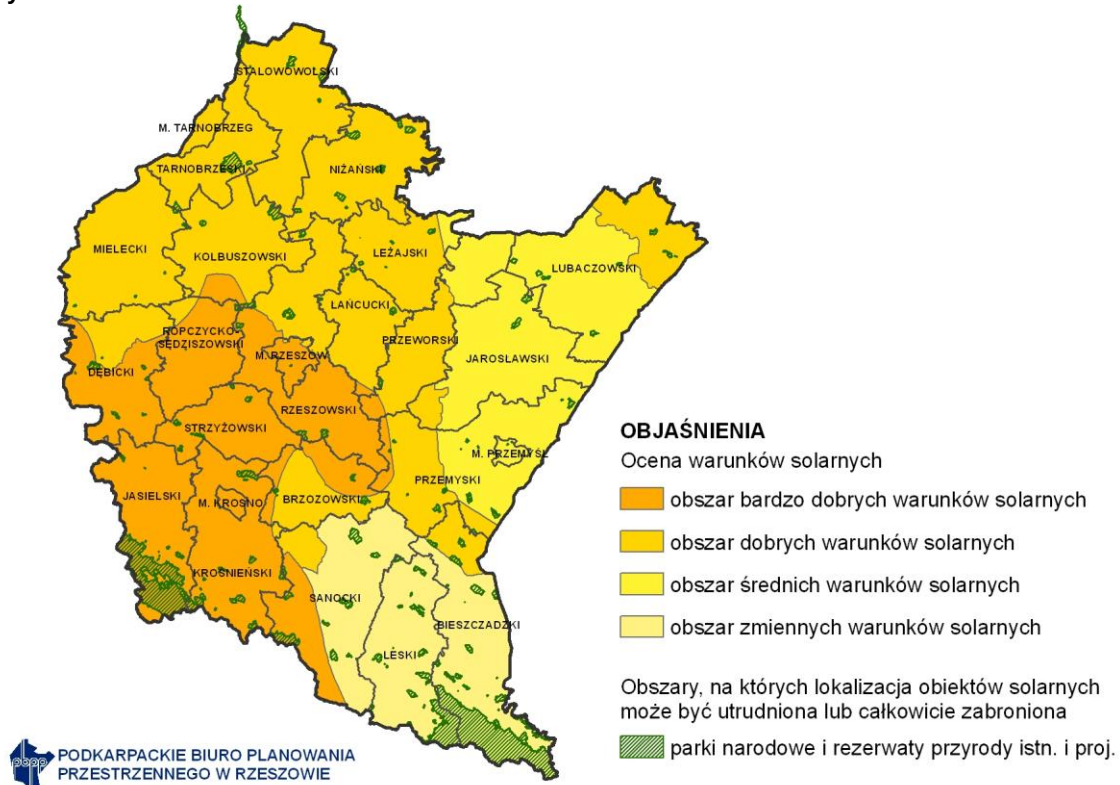 y
STALOWOWOLSKI
M. TARNOBRZEG
TARNOBRZESKI
NIŻAŃSKI
MIELECKI
KOLBUSZOWSKI
LEŻAJSKI
LUBACZOWSKI
ŁAŃCUCKI
ROPCZYCKO-
SĘDZISZOWSKI
PRZEWORSKI
M. RZESZÓW
JAROSŁAWSKI
DĘBICKI
RZESZOWSKI
STRZYŻOWSKI
M. PRZEMYŚL
PRZEMYSKI
JASIELSKI
M. KROSNO
BRZOZOWSKI
KROŚNIEŃSKI
SANOCKI
BIESZCZADZKI
LESKI
OBJAŚNIENIA
Ocena warunków solarnych
obszar bardzo dobrych warunków solarnych
obszar dobrych warunków solarnych
obszar średnich warunków solarnych
obszar zmiennych warunków solarnych
Obszary, na których lokalizacja obiektów solarnych
może być utrudniona lub całkowicie zabroniona
parki narodowe i rezerwaty przyrody istn. i proj.
pbpp
PODKARPACKIE BIURO PLANOWANIA
PRZESTRZENNEGO W RZESZOWIE